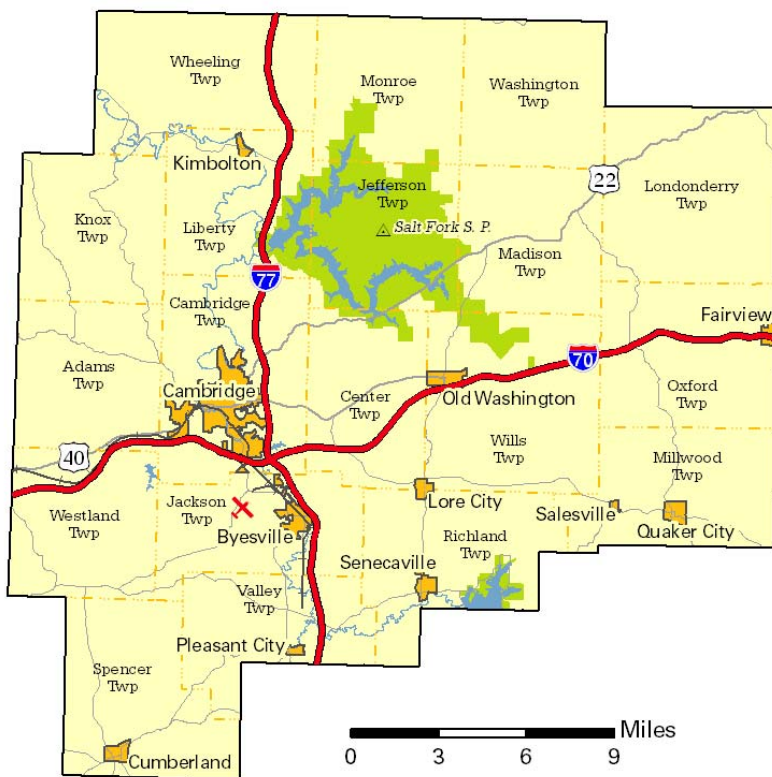 Wheeling
Twp
Monroe
Twp
Washington
Twp
Kimbolton
22
Jefferson
Twp
Londonderry
Twp
Knox
Twp
Liberty
Twp
Salt Fork S. P.
Madison
Twp
77
Cambridge
Twp
Fairview
70
Adams
Twp
Cambridge
Center
Twp
Old Washington
Oxford
Twp
40
Wills
Twp
Millwood
Twp
Westland
Twp
Jackson
Twp
Lore City
Salesville
Byesville
Quaker City
Richland
Twp
Senecaville
Valley
Twp
Pleasant City
Spencer
Twp
Cumberland
Miles
0 3 6 9